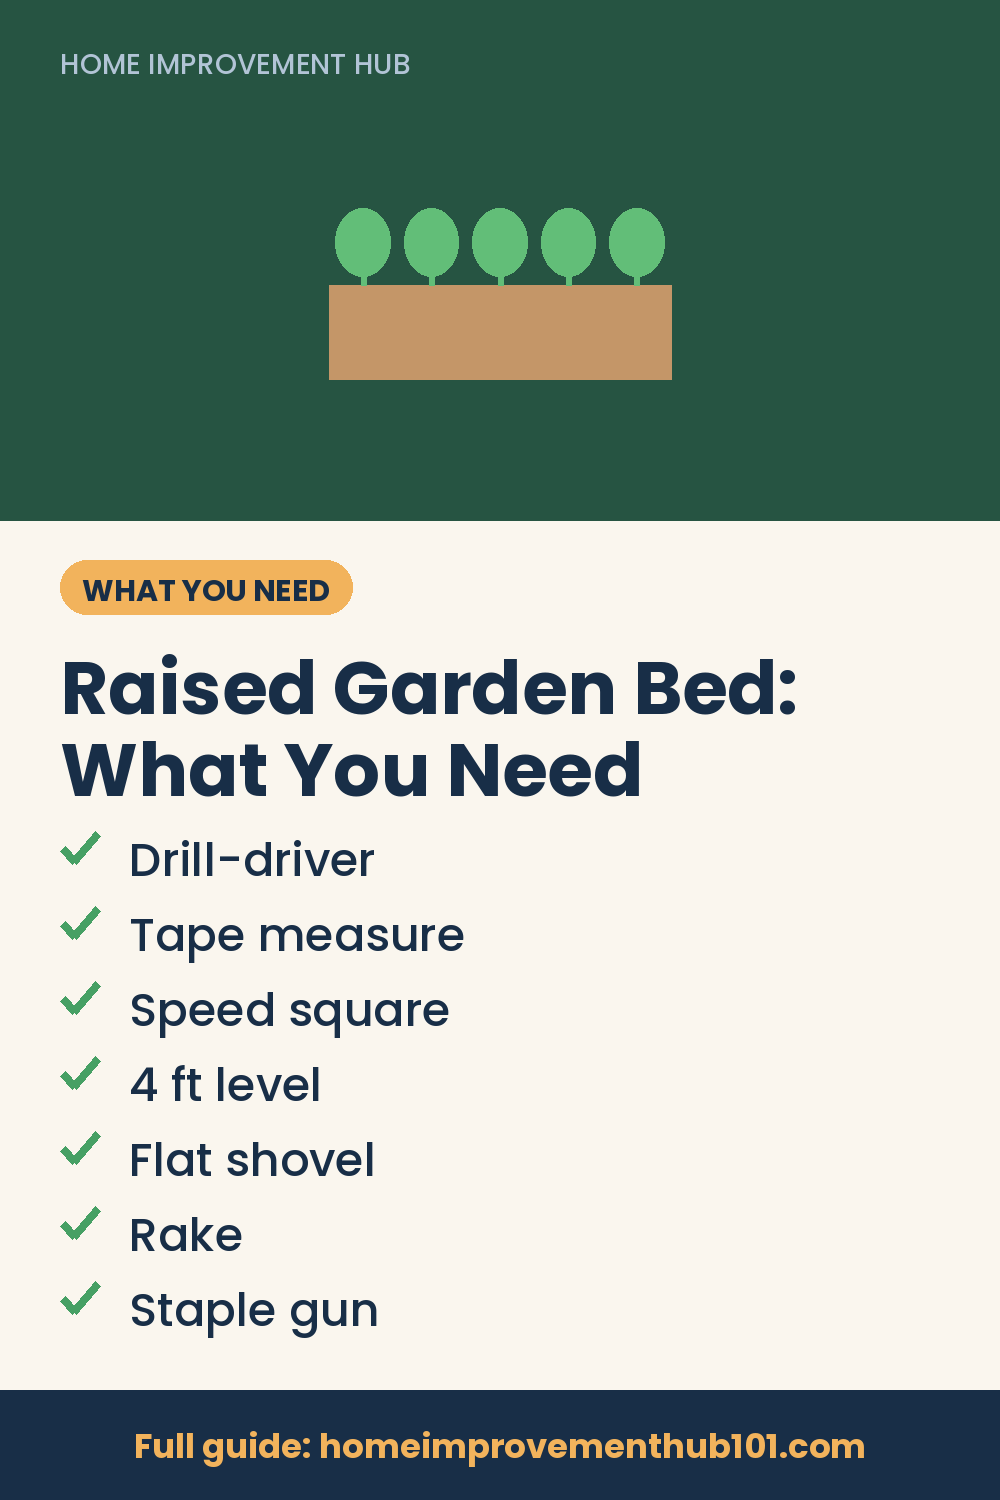 HOME IMPROVEMENT HUB
WHAT YOU NEED
Raised Garden Bed:
What You Need
Drill-driver
Tape measure
Speed square
4 ft level
Flat shovel
Rake
Staple gun
Full guide: homeimprovementhub101.com